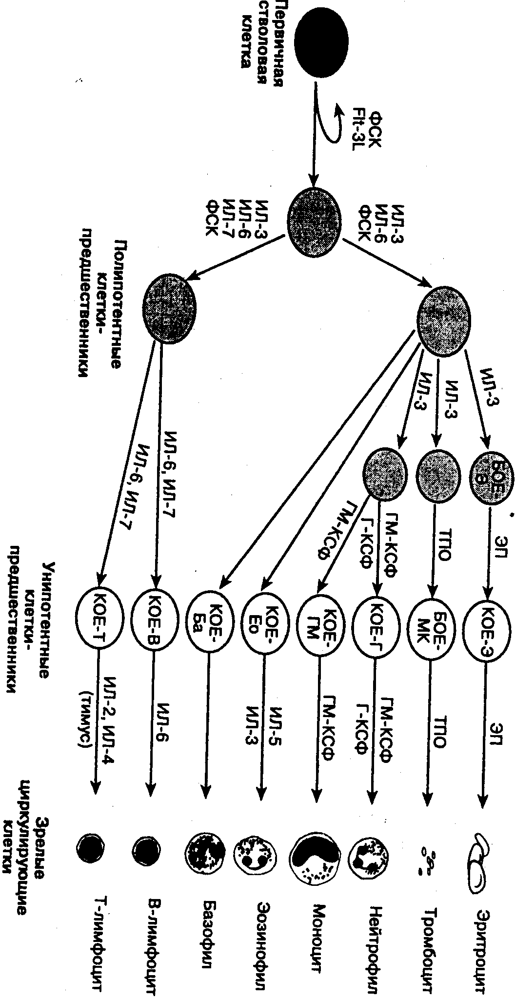 Первичная
стволовая
клетка
ФСК
Flt-3L
ИЛ-3
ИЛ-6
ФСК
ИЛ-3
ИЛ-6
ИЛ-7
ФСК
Полипотентные
клетки-
предшественники
ИЛ-3
ИЛ-3
ИЛ-3
БОЕ-
Э
ЭП
ТПО
ГМ-КСФ
Г-КСФ
ГМ-КСФ
ИЛ-6, ИЛ-7
ИЛ-6, ИЛ-7
КОЕ-Э
БОЕ-
МК
КОЕ-Г
КОЕ-
ГМ
КОЕ-
Ео
КОЕ-
Ба
КОЕ-В
КОЕ-Т
Унипотентные
клетки-
предшественники
ЭП
ТПО
ГМ-КСФ
Г-КСФ
ГМ-КСФ
ИЛ-5
ИЛ-3
ИЛ-6
ИЛ-2, ИЛ-4
(тимус)
Эритроцит
Тромбоцит
Нейтрофил
Моноцит
Эозинофил
Базофил
В-лимфоцит
Т-лимфоцит
Зрелые
циркулирующие
клетки